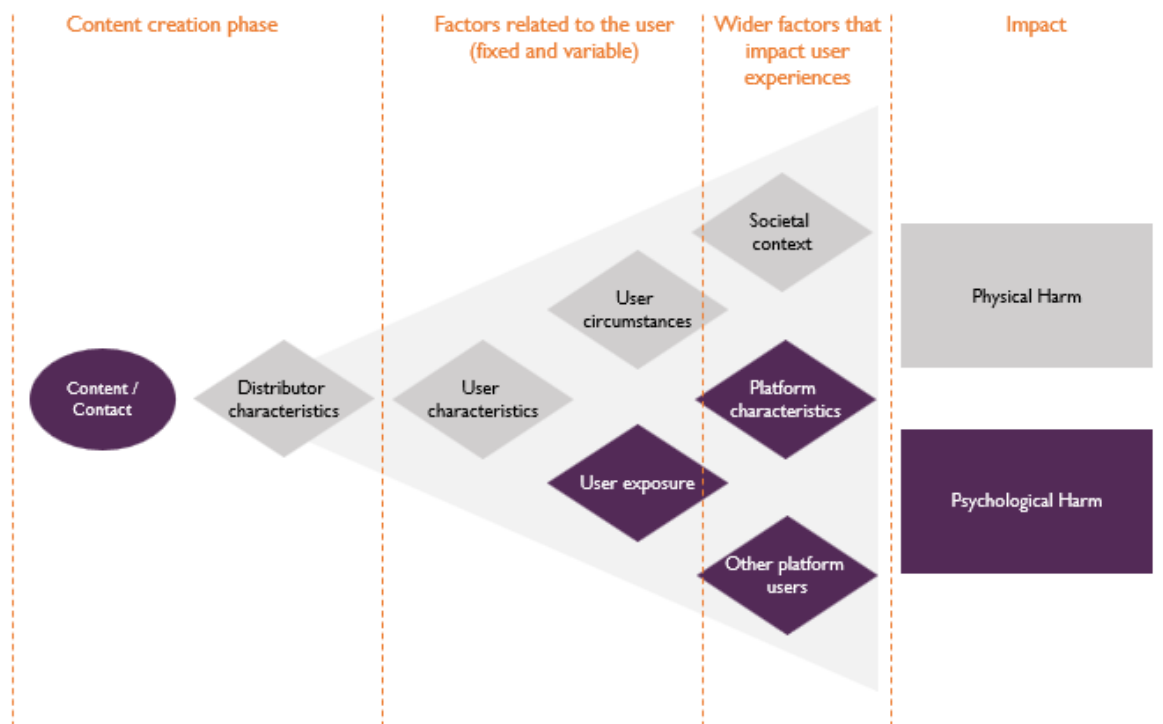 Content creation phase
Factors related to the user
(fixed and variable)
Wider factors that
impact user
experiences
Impact
Content /
Contact
Distributor
characteristics
User
characteristics
User
circumstances
User exposure
Societal
context
Platform
characteristics
Other platform
users
Physical Harm
Psychological Harm